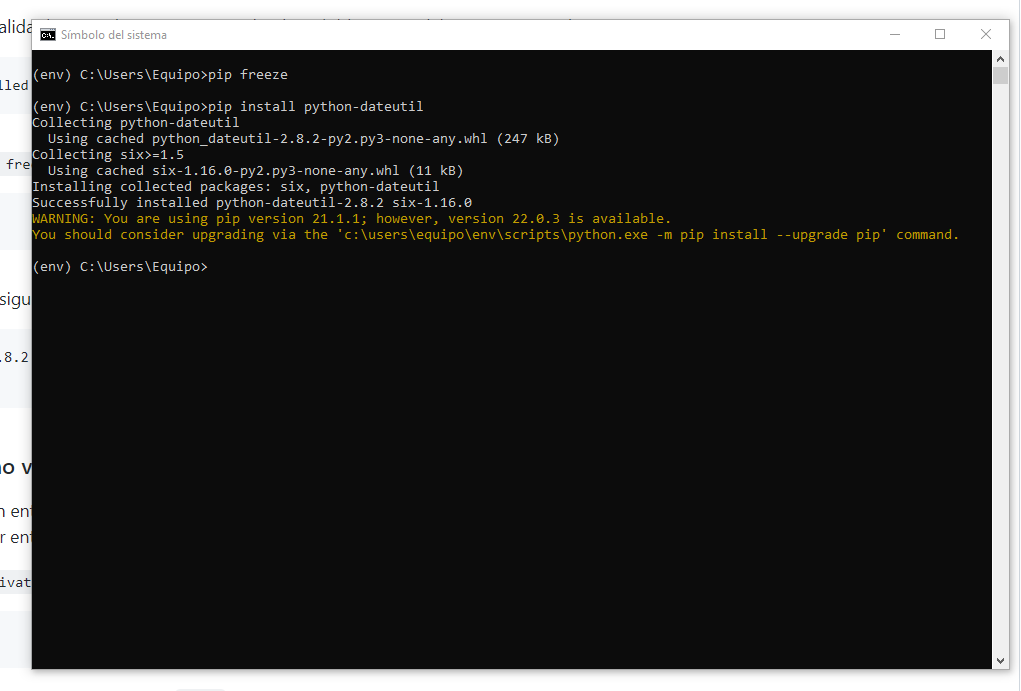 Símbolo del sistema
(env) C:\Users\Equipo>pip freeze
(env) C:\Users\Equipo>pip install python-dateutil
Collecting python-dateutil
  Using cached python_dateutil-2.8.2-py2.py3-none-any.whl (247 kB)
Collecting six>=1.5
  Using cached six-1.16.0-py2.py3-none-any.whl (11 kB)
Installing collected packages: six, python-dateutil
Successfully installed python-dateutil-2.8.2 six-1.16.0
WARNING: You are using pip version 21.1.1; however, version 22.0.3 is available.
You should consider upgrading via the 'c:\users\equipo\env\scripts\python.exe -m pip install --upgrade pip' command.
(env) C:\Users\Equipo>
alida
lled
fre
sigu
.8.2
no v
n ent
r ent
ivat